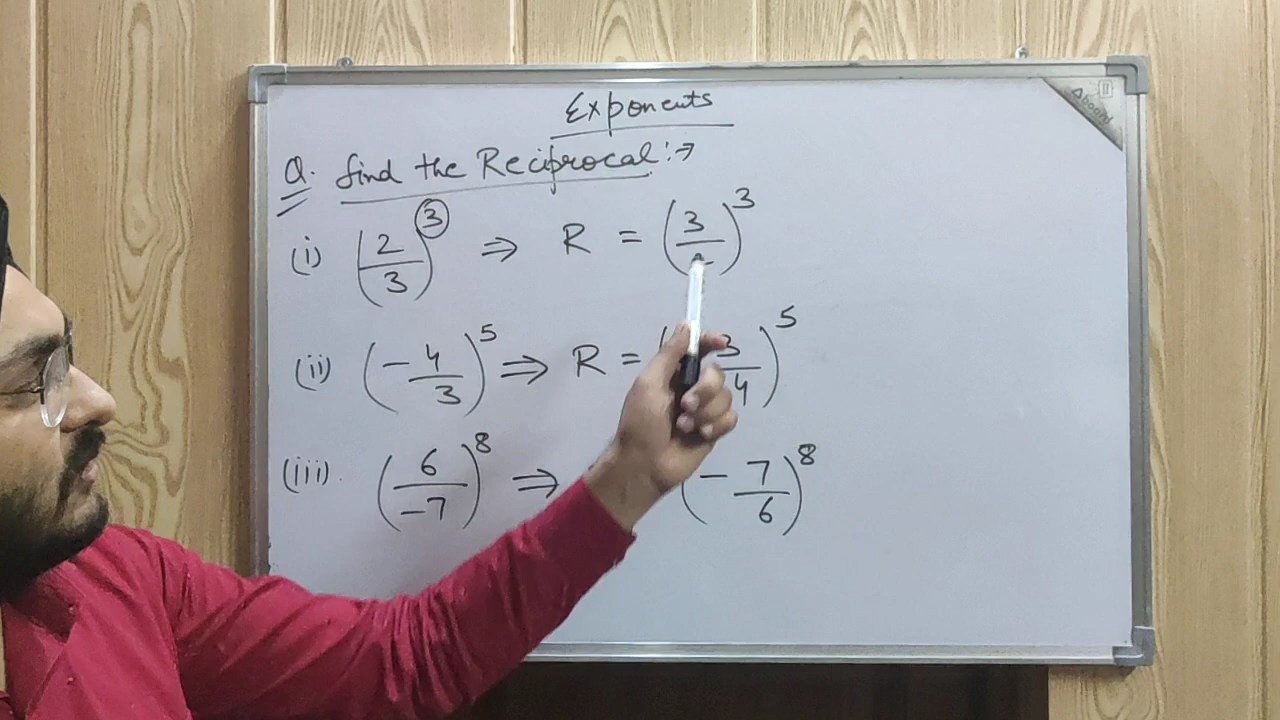 Exponents
Q. find the Reciprocal :→
(i) (2/3)^3 ⇒ R = (3/ )^3
(ii) (-4/3)^5 ⇒ R = ( 3/4)^5
(iii). (6/-7)^8 ⇒ (-7/6)^8
Aboard